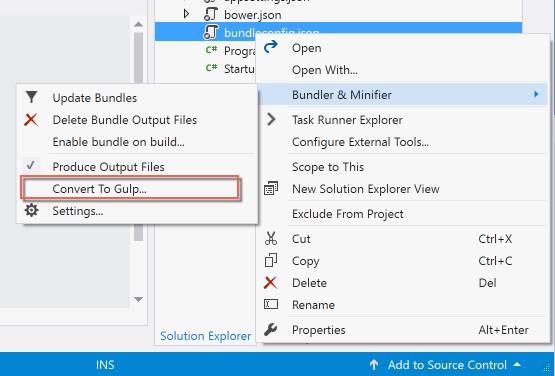 bower.json
bundleconfig.json
Open
Open With...
Bundler & Minifier
Task Runner Explorer
Configure External Tools...
Scope to This
New Solution Explorer View
Exclude From Project
Cut Ctrl+X
Copy Ctrl+C
Delete Del
Rename
Properties Alt+Enter
Update Bundles
Delete Bundle Output Files
Enable bundle on build...
Produce Output Files
Convert To Gulp...
Settings...
Solution Explorer
INS
Add to Source Control